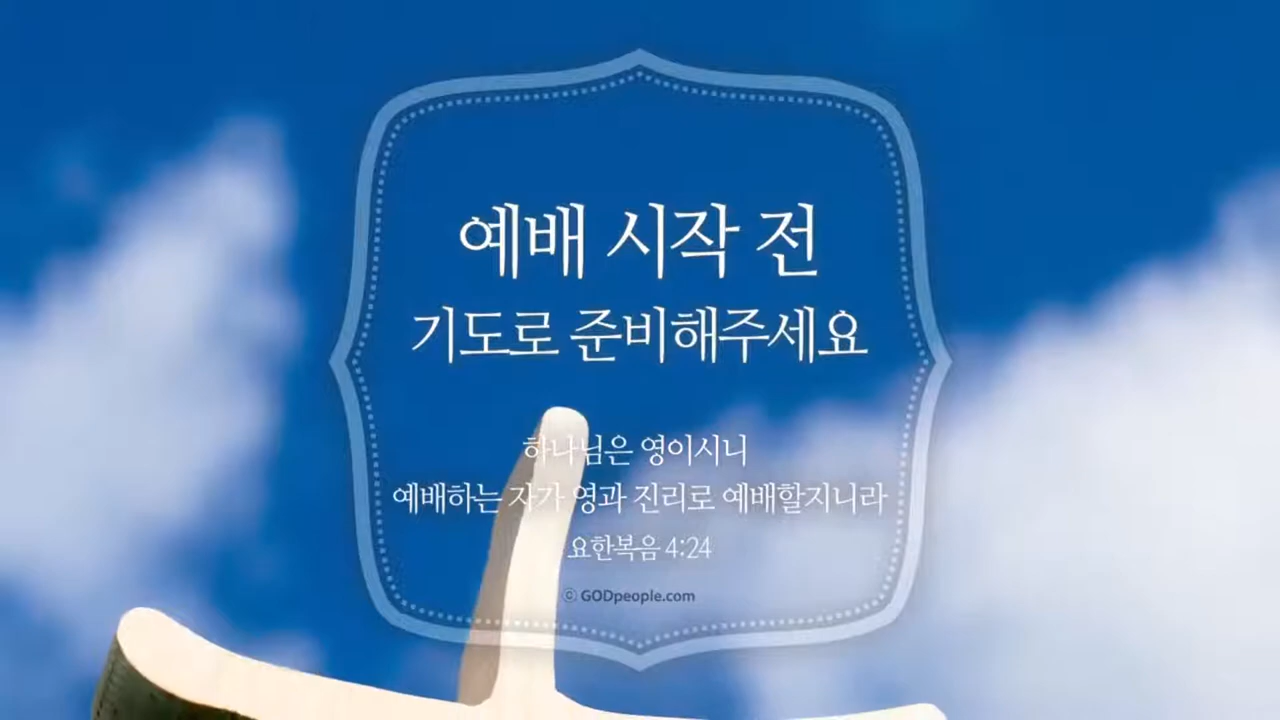 예배 시작 전
기도로 준비해주세요
하나님은 영이시니
예배하는 자가 영과 진리로 예배할지니라
요한복음 4:24
ⓒ GODpeople.com